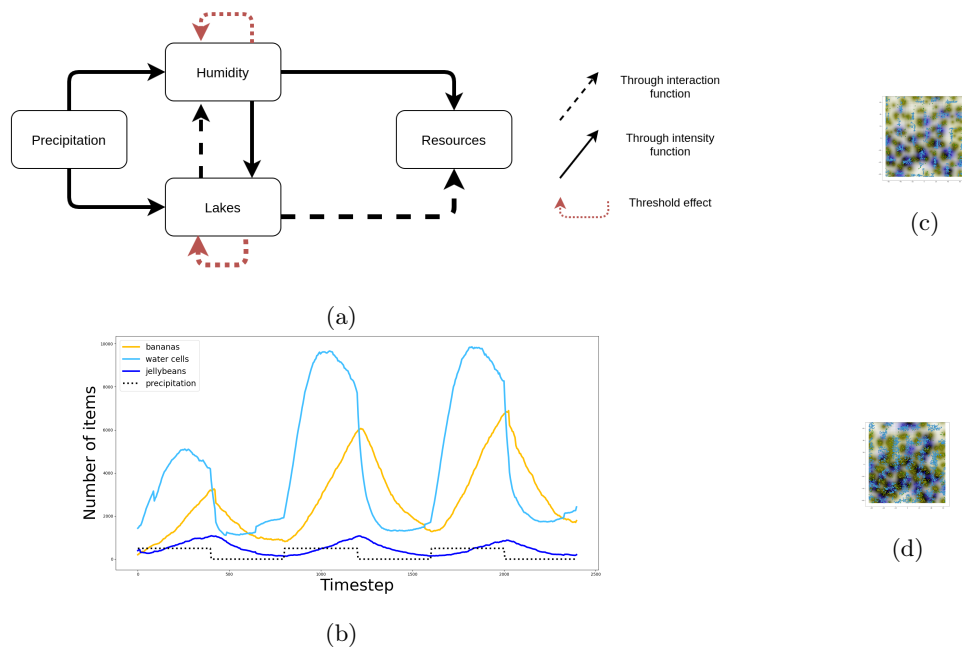 Humidity
Precipitation
Resources
Lakes
Through interaction
function
Through intensity
function
Threshold effect
(a)
(c)
bananas
water cells
jellybeans
precipitation
Number of items
10000
8000
6000
4000
2000
0
0
500
1000
1500
2000
2500
Timestep
(b)
(d)